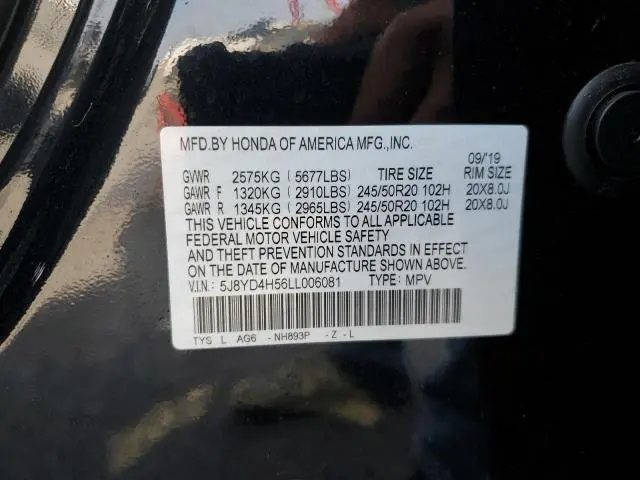 MFD.BY HONDA OF AMERICA MFG.,INC.
09/'19
GVWR 2575KG (5677LBS) TIRE SIZE RIM SIZE
GAWR F 1320KG (2910LBS) 245/50R20 102H 20X8.0J
GAWR R 1345KG (2965LBS) 245/50R20 102H 20X8.0J
THIS VEHICLE CONFORMS TO ALL APPLICABLE
FEDERAL MOTOR VEHICLE SAFETY
AND THEFT PREVENTION STANDARDS IN EFFECT
ON THE DATE OF MANUFACTURE SHOWN ABOVE.
V.I.N.: 5J8YD4H56LL006081 TYPE: MPV
TYS L AG6 -NH893P -Z -L